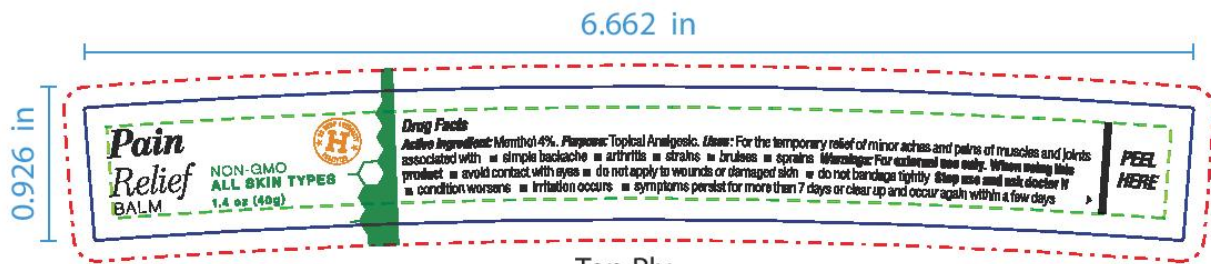 6.662 in
0.926 in
Pain
Relief
BALM
NON-GMO
ALL SKIN TYPES
1.4 oz (40g)
H
Drug Facts
Active Ingredient: Menthol 4%. Purpose: Topical Analgesic. Uses: For the temporary relief of minor aches and pains of muscles and joints
associated with ▪ simple backache ▪ arthritis ▪ strains ▪ bruises ▪ sprains Warnings: For external use only. When using this
product ▪ avoid contact with eyes ▪ do not apply to wounds or damaged skin ▪ do not bandage tightly Stop use and ask doctor if
▪ condition worsens ▪ irritation occurs ▪ symptoms persist for more than 7 days or clear up and occur again within a few days
PEEL
HERE